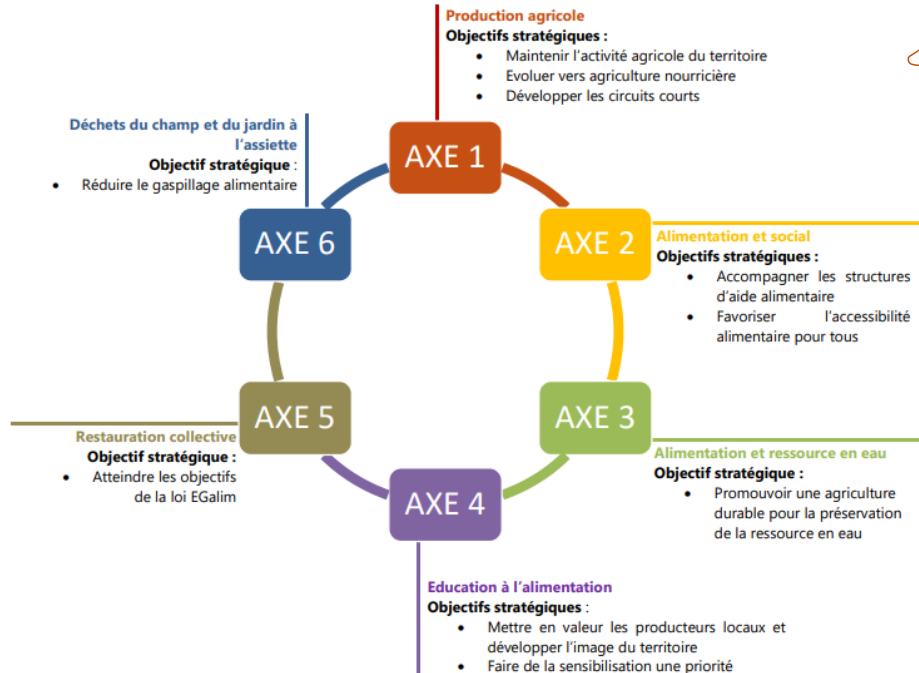 Production agricole
Objectifs stratégiques :
• Maintenir l'activité agricole du territoire
• Evoluer vers agriculture nourricière
• Développer les circuits courts
AXE 1
Déchets du champ et du jardin à
l'assiette
Objectif stratégique :
• Réduire le gaspillage alimentaire
AXE 6
AXE 2
Alimentation et social
Objectifs stratégiques :
• Accompagner les structures
d'aide alimentaire
• Favoriser l'accessibilité
alimentaire pour tous
AXE 5
AXE 3
Restauration collective
Objectif stratégique :
• Atteindre les objectifs
de la loi EGalim
Alimentation et ressource en eau
Objectif stratégique :
• Promouvoir une agriculture
durable pour la préservation
de la ressource en eau
AXE 4
Education à l'alimentation
Objectifs stratégiques :
• Mettre en valeur les producteurs locaux et
développer l'image du territoire
• Faire de la sensibilisation une priorité